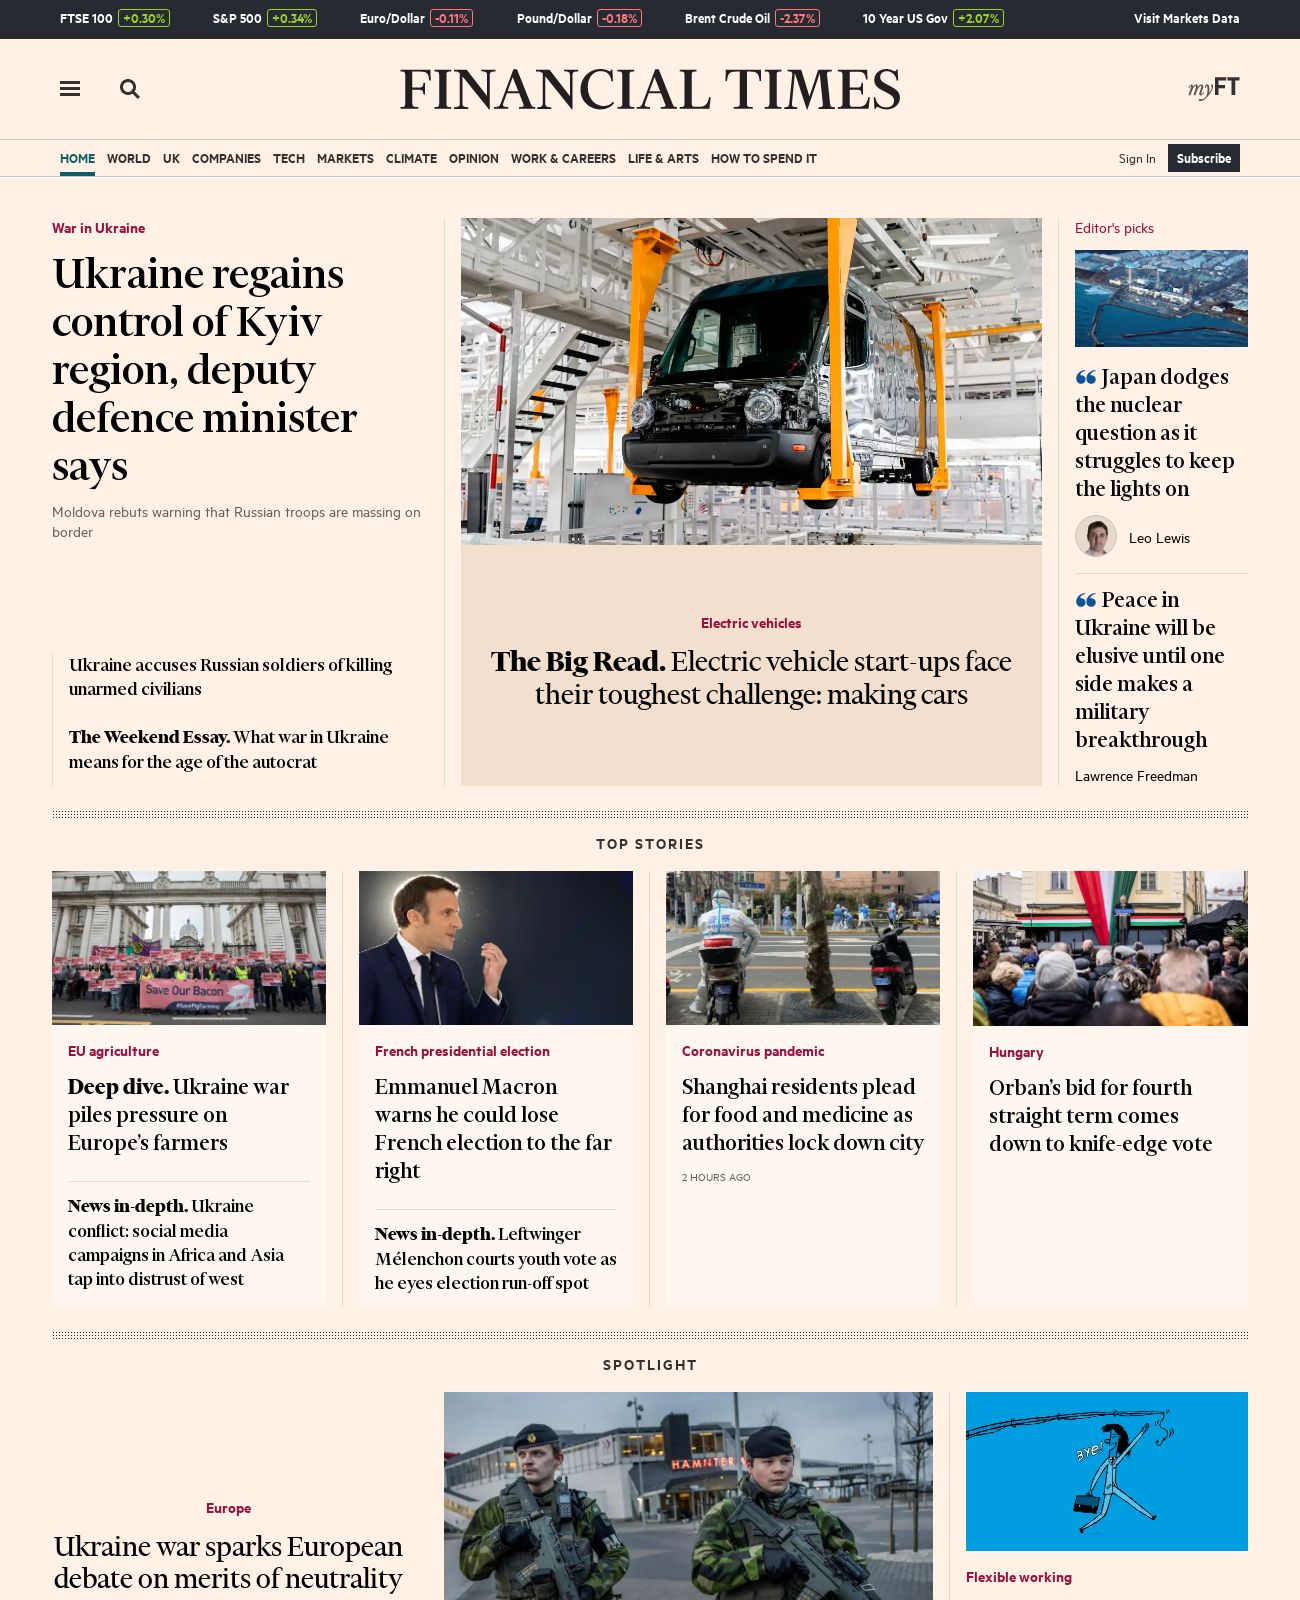 FTSE 100 +0.30% S&P 500 +0.34% Euro/Dollar -0.11% Pound/Dollar -0.18% Brent Crude Oil -2.37% 10 Year US Gov +2.07% Visit Markets Data
FINANCIAL TIMES
myFT
HOME WORLD UK COMPANIES TECH MARKETS CLIMATE OPINION WORK & CAREERS LIFE & ARTS HOW TO SPEND IT Sign In Subscribe
War in Ukraine
Ukraine regains
control of Kyiv
region, deputy
defence minister
says
Moldova rebuts warning that Russian troops are massing on
border
Ukraine accuses Russian soldiers of killing
unarmed civilians
The Weekend Essay. What war in Ukraine
means for the age of the autocrat
Electric vehicles
The Big Read. Electric vehicle start-ups face
their toughest challenge: making cars
Editor's picks
“ Japan dodges
the nuclear
question as it
struggles to keep
the lights on
Leo Lewis
“ Peace in
Ukraine will be
elusive until one
side makes a
military
breakthrough
Lawrence Freedman
TOP STORIES
Save Our Bacon
#SavePigFarming
EU agriculture
Deep dive. Ukraine war
piles pressure on
Europe’s farmers
News in-depth. Ukraine
conflict: social media
campaigns in Africa and Asia
tap into distrust of west
French presidential election
Emmanuel Macron
warns he could lose
French election to the far
right
News in-depth. Leftwinger
Mélenchon courts youth vote as
he eyes election run-off spot
POLICE
Coronavirus pandemic
Shanghai residents plead
for food and medicine as
authorities lock down city
2 HOURS AGO
Hungary
Orban’s bid for fourth
straight term comes
down to knife-edge vote
SPOTLIGHT
Europe
Ukraine war sparks European
debate on merits of neutrality
HAMNTER
BYE!
Flexible working